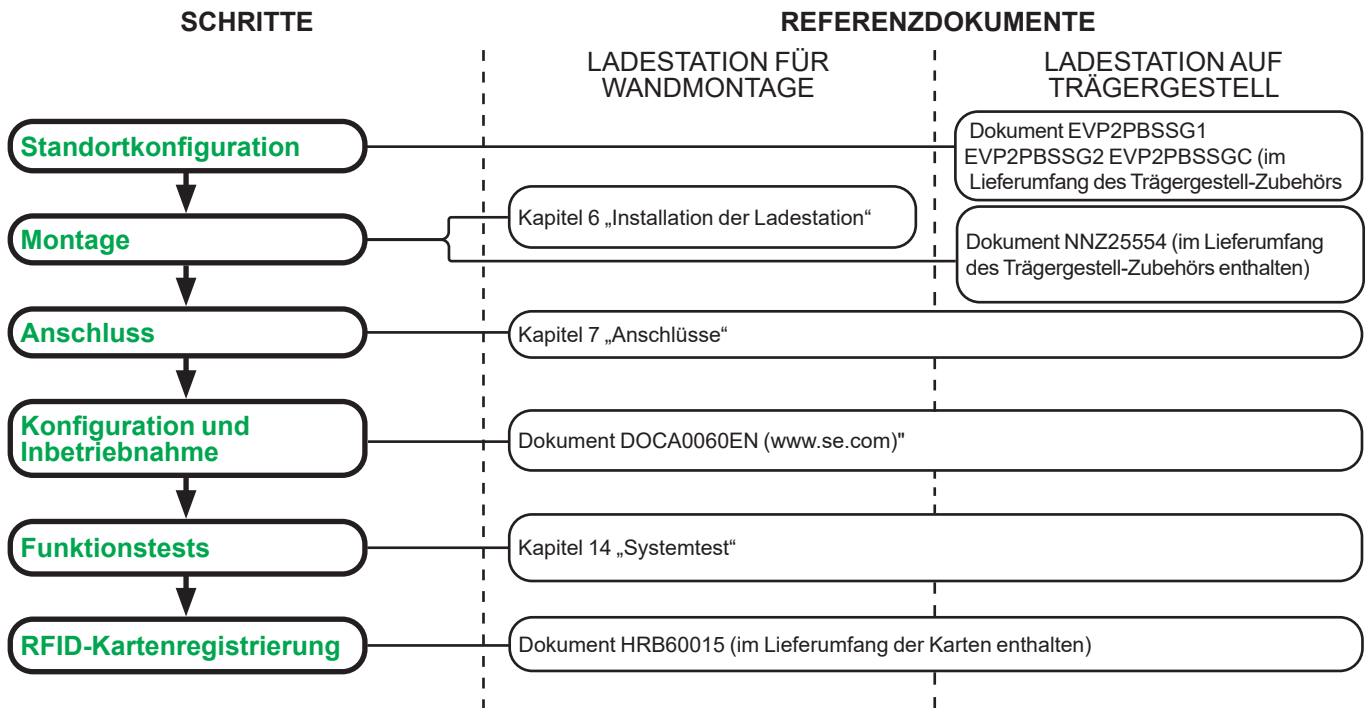 SCHRITTE
REFERENZDOKUMENTE
LADESTATION FÜR
WANDMONTAGE
LADESTATION AUF
TRÄGERGESTELL
Standortkonfiguration
Dokument EVP2PBSSG1
EVP2PBSSG2 EVP2PBSSGC (im
Lieferumfang des Trägergestell-Zubehörs
Montage
Kapitel 6 „Installation der Ladestation“
Dokument NNZ25554 (im Lieferumfang
des Trägergestell-Zubehörs enthalten)
Anschluss
Kapitel 7 „Anschlüsse“
Konfiguration und
Inbetriebnahme
Dokument DOCA0060EN (www.se.com)"
Funktionstests
Kapitel 14 „Systemtest“
RFID-Kartenregistrierung
Dokument HRB60015 (im Lieferumfang der Karten enthalten)